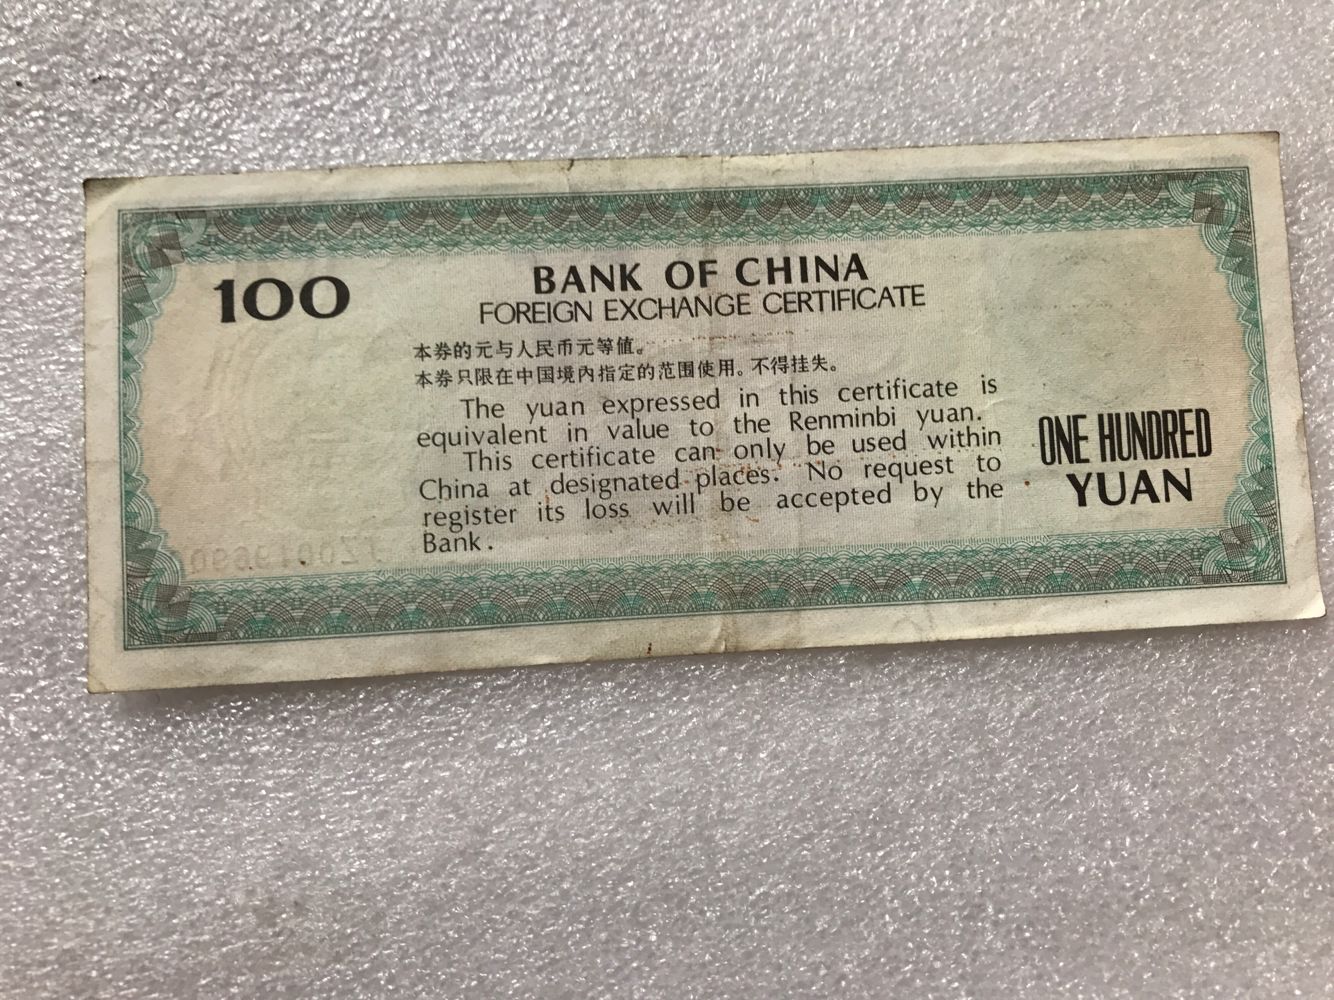 100
BANK OF CHINA
FOREIGN EXCHANGE CERTIFICATE
本券的元与人民币元等值。
本券只限在中国境内指定的范围使用。不得挂失。
The yuan expressed in this certificate is
equivalent in value to the Renminbi yuan.
This certificate can only be used within
China at designated places. No request to
register its loss will be accepted by the
Bank.
ONE HUNDRED
YUAN